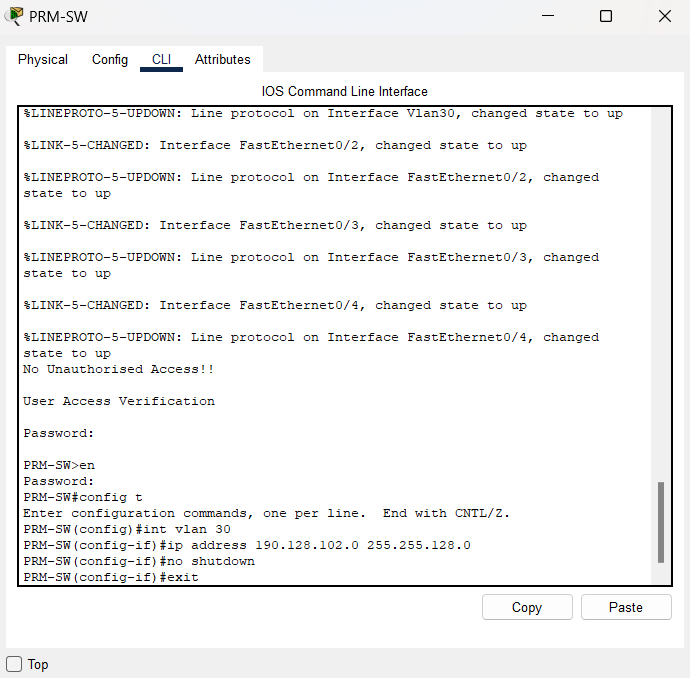 PRM-SW
Physical Config CLI Attributes
IOS Command Line Interface
%LINEPROTO-5-UPDOWN: Line protocol on Interface Vlan30, changed state to up
%LINK-5-CHANGED: Interface FastEthernet0/2, changed state to up
%LINEPROTO-5-UPDOWN: Line protocol on Interface FastEthernet0/2, changed
state to up
%LINK-5-CHANGED: Interface FastEthernet0/3, changed state to up
%LINEPROTO-5-UPDOWN: Line protocol on Interface FastEthernet0/3, changed
state to up
%LINK-5-CHANGED: Interface FastEthernet0/4, changed state to up
%LINEPROTO-5-UPDOWN: Line protocol on Interface FastEthernet0/4, changed
state to up
No Unauthorised Access!!
User Access Verification
Password:
PRM-SW>en
Password:
PRM-SW#config t
Enter configuration commands, one per line.  End with CNTL/Z.
PRM-SW(config)#int vlan 30
PRM-SW(config-if)#ip address 190.128.102.0 255.255.128.0
PRM-SW(config-if)#no shutdown
PRM-SW(config-if)#exit
Copy Paste
Top